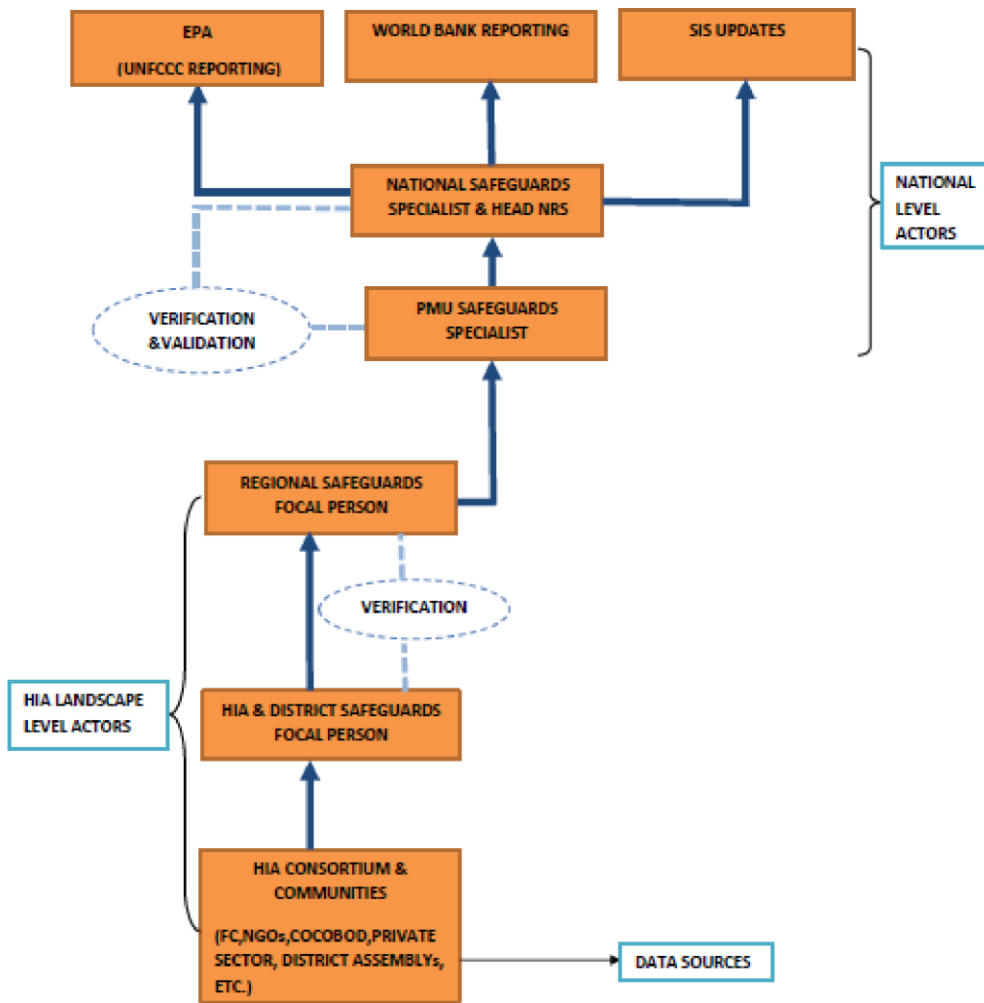 EPA
(UNFCCC REPORTING)
WORLD BANK REPORTING
SIS UPDATES
NATIONAL SAFEGUARDS
SPECIALIST & HEAD NRS
NATIONAL
LEVEL
ACTORS
VERIFICATION
&VALIDATION
PMU SAFEGUARDS
SPECIALIST
REGIONAL SAFEGUARDS
FOCAL PERSON
VERIFICATION
HIA LANDSCAPE
LEVEL ACTORS
HIA & DISTRICT SAFEGUARDS
FOCAL PERSON
HIA CONSORTIUM &
COMMUNITIES
(FC,NGOs,COCOBOD,PRIVATE
SECTOR, DISTRICT ASSEMBLYs,
ETC.)
DATA SOURCES